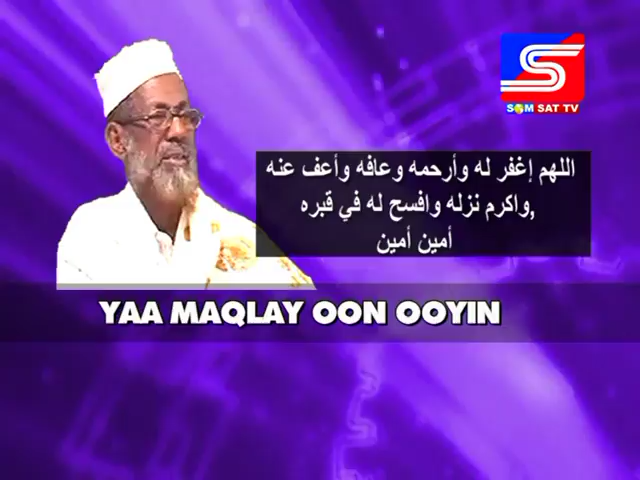 SOM SAT TV
اللهم إغفر له وأرحمه وعافه وأعف عنه
,واكرم نزله وافسح له في قبره
أمين أمين
YAA MAQLAY OON OOYIN